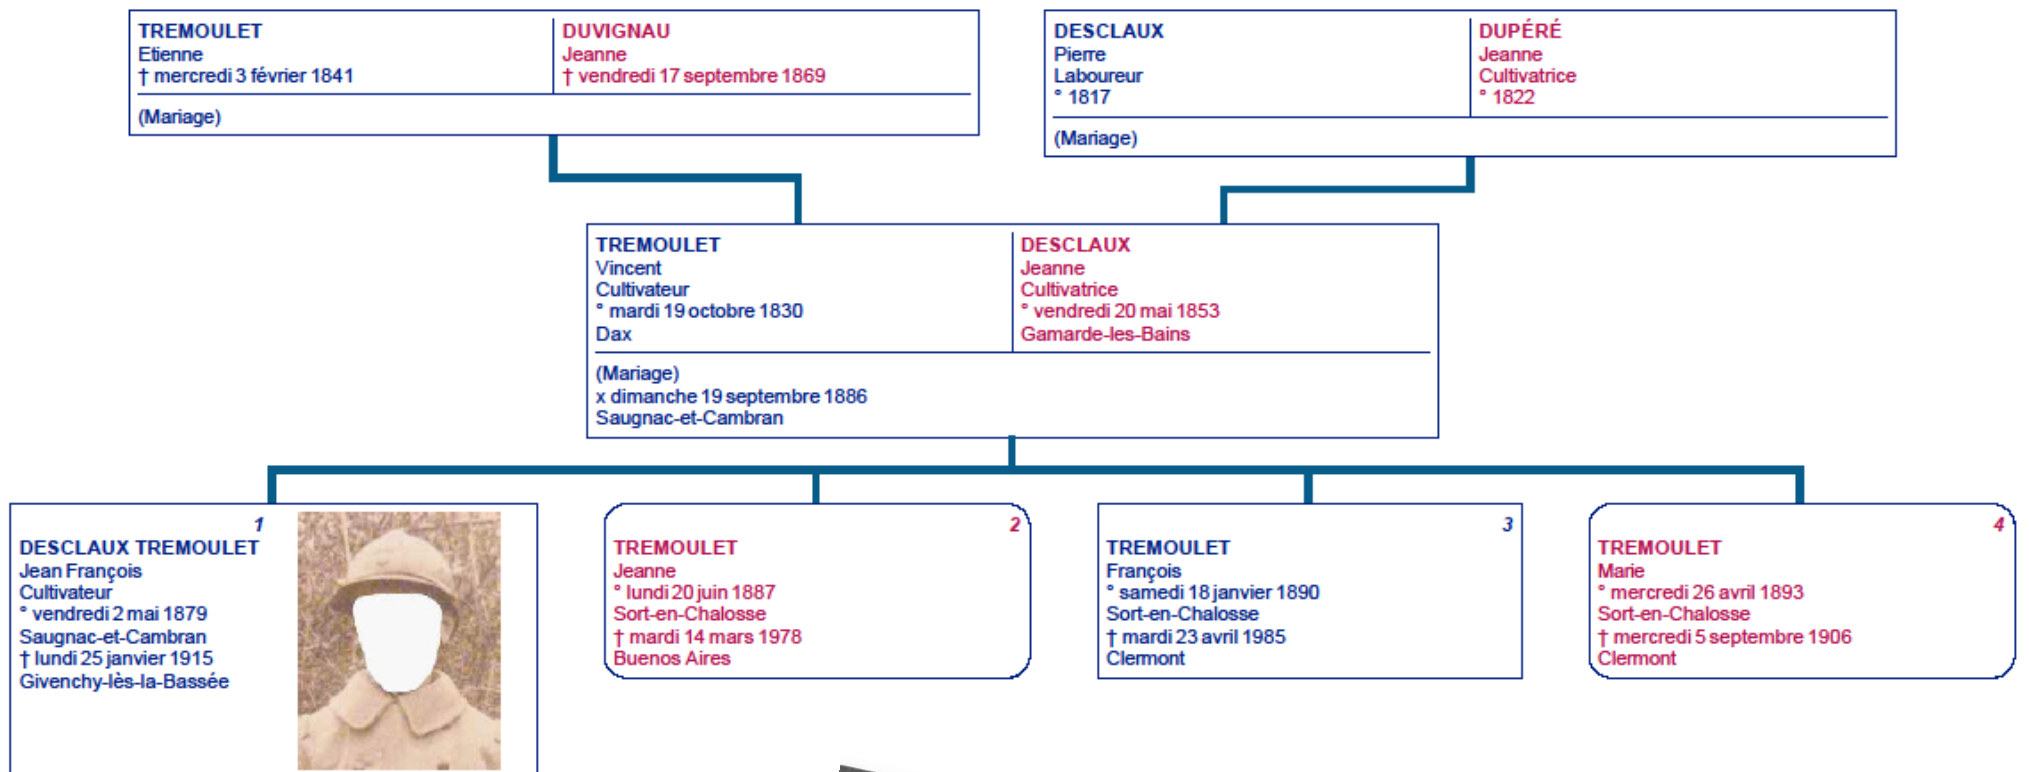 TREMOULET
Etienne
† mercredi 3 février 1841
(Mariage)
DUVIGNAU
Jeanne
† vendredi 17 septembre 1869
DESCLAUX
Pierre
Laboureur
° 1817
(Mariage)
DUPÉRÉ
Jeanne
Cultivatrice
° 1822
TREMOULET
Vincent
Cultivateur
° mardi 19 octobre 1830
Dax
DESCLAUX
Jeanne
Cultivatrice
° vendredi 20 mai 1853
Gamarde-les-Bains
(Mariage)
x dimanche 19 septembre 1886
Saugnac-et-Cambran
1
DESCLAUX TREMOULET
Jean François
Cultivateur
° vendredi 2 mai 1879
Saugnac-et-Cambran
† lundi 25 janvier 1915
Givenchy-lès-la-Bassée
2
TREMOULET
Jeanne
° lundi 20 juin 1887
Sort-en-Chalosse
† mardi 14 mars 1978
Buenos Aires
3
TREMOULET
François
° samedi 18 janvier 1890
Sort-en-Chalosse
† mardi 23 avril 1985
Clermont
4
TREMOULET
Marie
° mercredi 26 avril 1893
Sort-en-Chalosse
† mercredi 5 septembre 1906
Clermont